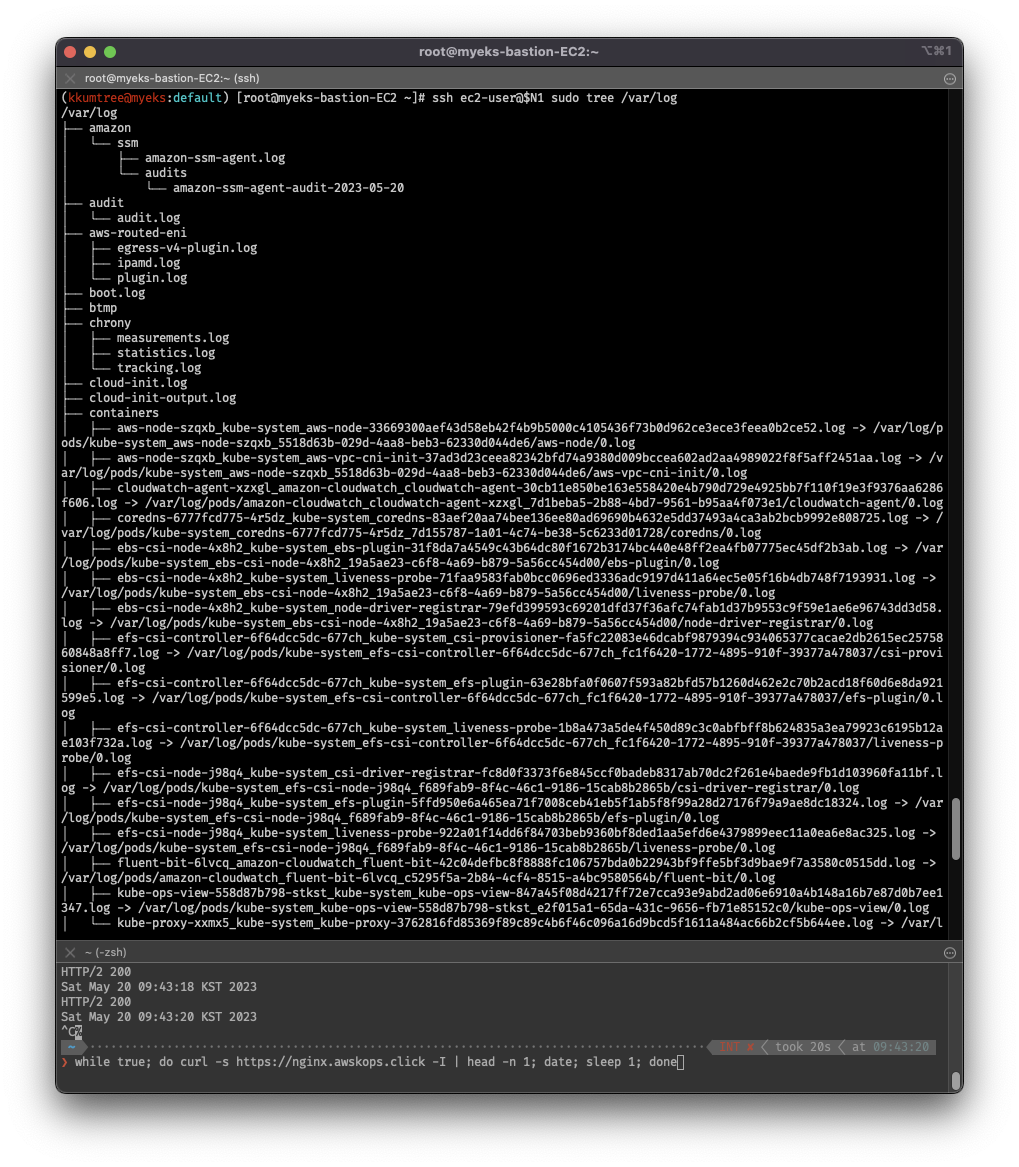 root@myeks-bastion-EC2:~
⌥⌘1
root@myeks-bastion-EC2:~ (ssh)
(kkumtree@myeks:default) [root@myeks-bastion-EC2 ~]# ssh ec2-user@$N1 sudo tree /var/log
/var/log
├── amazon
│   └── ssm
│       ├── amazon-ssm-agent.log
│       └── audits
│           └── amazon-ssm-agent-audit-2023-05-20
├── audit
│   └── audit.log
├── aws-routed-eni
│   ├── egress-v4-plugin.log
│   ├── ipamd.log
│   └── plugin.log
├── boot.log
├── btmp
├── chrony
│   ├── measurements.log
│   ├── statistics.log
│   └── tracking.log
├── cloud-init.log
├── cloud-init-output.log
├── containers
│   ├── aws-node-szqxb_kube-system_aws-node-33669300aef43d58eb42f4b9b5000c4105436f73b0d962ce3ece3feea0b2ce52.log -> /var/log/p
ods/kube-system_aws-node-szqxb_5518d63b-029d-4aa8-beb3-62330d044de6/aws-node/0.log
│   ├── aws-node-szqxb_kube-system_aws-vpc-cni-init-37ad3d23ceea82342bfd74a9380d009bccea602ad2aa4989022f8f5aff2451aa.log -> /v
ar/log/pods/kube-system_aws-node-szqxb_5518d63b-029d-4aa8-beb3-62330d044de6/aws-vpc-cni-init/0.log
│   ├── cloudwatch-agent-xzxgl_amazon-cloudwatch_cloudwatch-agent-30cb11e850be163e558420e4b790d729e4925bb7f110f19e3f9376aa6286
f606.log -> /var/log/pods/amazon-cloudwatch_cloudwatch-agent-xzxgl_7d1beba5-2b88-4bd7-9561-b95aa4f073e1/cloudwatch-agent/0.log
│   ├── coredns-6777fcd775-4r5dz_kube-system_coredns-83aef20aa74bee136ee80ad69690b4632e5dd37493a4ca3ab2bcb9992e808725.log -> /
var/log/pods/kube-system_coredns-6777fcd775-4r5dz_7d155787-1a01-4c74-be38-5c6233d01728/coredns/0.log
│   ├── ebs-csi-node-4x8h2_kube-system_ebs-plugin-31f8da7a4549c43b64dc80f1672b3174bc440e48ff2ea4fb07775ec45df2b3ab.log -> /var
/log/pods/kube-system_ebs-csi-node-4x8h2_19a5ae23-c6f8-4a69-b879-5a56cc454d00/ebs-plugin/0.log
│   ├── ebs-csi-node-4x8h2_kube-system_liveness-probe-71faa9583fab0bcc0696ed3336adc9197d411a64ec5e05f16b4db748f7193931.log ->
/var/log/pods/kube-system_ebs-csi-node-4x8h2_19a5ae23-c6f8-4a69-b879-5a56cc454d00/liveness-probe/0.log
│   ├── ebs-csi-node-4x8h2_kube-system_node-driver-registrar-79efd399593c69201dfd37f36afc74fab1d37b9553c9f59e1ae6e96743dd3d58.
log -> /var/log/pods/kube-system_ebs-csi-node-4x8h2_19a5ae23-c6f8-4a69-b879-5a56cc454d00/node-driver-registrar/0.log
│   ├── efs-csi-controller-6f64dcc5dc-677ch_kube-system_csi-provisioner-fa5fc22083e46dcabf9879394c934065377cacae2db2615ec25758
60848a8ff7.log -> /var/log/pods/kube-system_efs-csi-controller-6f64dcc5dc-677ch_fc1f6420-1772-4895-910f-39377a478037/csi-provi
sioner/0.log
│   ├── efs-csi-controller-6f64dcc5dc-677ch_kube-system_efs-plugin-63e28bfa0f0607f593a82bfd57b1260d462e2c70b2acd18f60d6e8da921
599e5.log -> /var/log/pods/kube-system_efs-csi-controller-6f64dcc5dc-677ch_fc1f6420-1772-4895-910f-39377a478037/efs-plugin/0.l
og
│   ├── efs-csi-controller-6f64dcc5dc-677ch_kube-system_liveness-probe-1b8a473a5de4f450d89c3c0abfbff8b624835a3ea79923c6195b12a
e103f732a.log -> /var/log/pods/kube-system_efs-csi-controller-6f64dcc5dc-677ch_fc1f6420-1772-4895-910f-39377a478037/liveness-p
robe/0.log
│   ├── efs-csi-node-j98q4_kube-system_csi-driver-registrar-fc8d0f3373f6e845ccf0badeb8317ab70dc2f261e4baede9fb1d103960fa11bf.l
og -> /var/log/pods/kube-system_efs-csi-node-j98q4_f689fab9-8f4c-46c1-9186-15cab8b2865b/csi-driver-registrar/0.log
│   ├── efs-csi-node-j98q4_kube-system_efs-plugin-5ffd950e6a465ea71f7008ceb41eb5f1ab5f8f99a28d27176f79a9ae8dc18324.log -> /var
/log/pods/kube-system_efs-csi-node-j98q4_f689fab9-8f4c-46c1-9186-15cab8b2865b/efs-plugin/0.log
│   ├── efs-csi-node-j98q4_kube-system_liveness-probe-922a01f14dd6f84703beb9360bf8ded1aa5efd6e4379899eec11a0ea6e8ac325.log ->
/var/log/pods/kube-system_efs-csi-node-j98q4_f689fab9-8f4c-46c1-9186-15cab8b2865b/liveness-probe/0.log
│   ├── fluent-bit-6lvcq_amazon-cloudwatch_fluent-bit-42c04defbc8f8888fc106757bda0b22943bf9ffe5bf3d9bae9f7a3580c0515dd.log ->
/var/log/pods/amazon-cloudwatch_fluent-bit-6lvcq_c5295f5a-2b84-4cf4-8515-a4bc9580564b/fluent-bit/0.log
│   ├── kube-ops-view-558d87b798-stkst_kube-system_kube-ops-view-847a45f08d4217ff72e7cca93e9abd2ad06e6910a4b148a16b7e87d0b7ee1
347.log -> /var/log/pods/kube-system_kube-ops-view-558d87b798-stkst_e2f015a1-65da-431c-9656-fb71e85152c0/kube-ops-view/0.log
│   └── kube-proxy-xxmx5_kube-system_kube-proxy-3762816fd85369f89c89c4b6f46c096a16d9bcd5f1611a484ac66b2cf5b644ee.log -> /var/l
~ (-zsh)
HTTP/2 200
Sat May 20 09:43:18 KST 2023
HTTP/2 200
Sat May 20 09:43:20 KST 2023
^C
~ INT ✘ took 20s at 09:43:20
❯ while true; do curl -s https://nginx.awskops.click -I | head -n 1; date; sleep 1; done